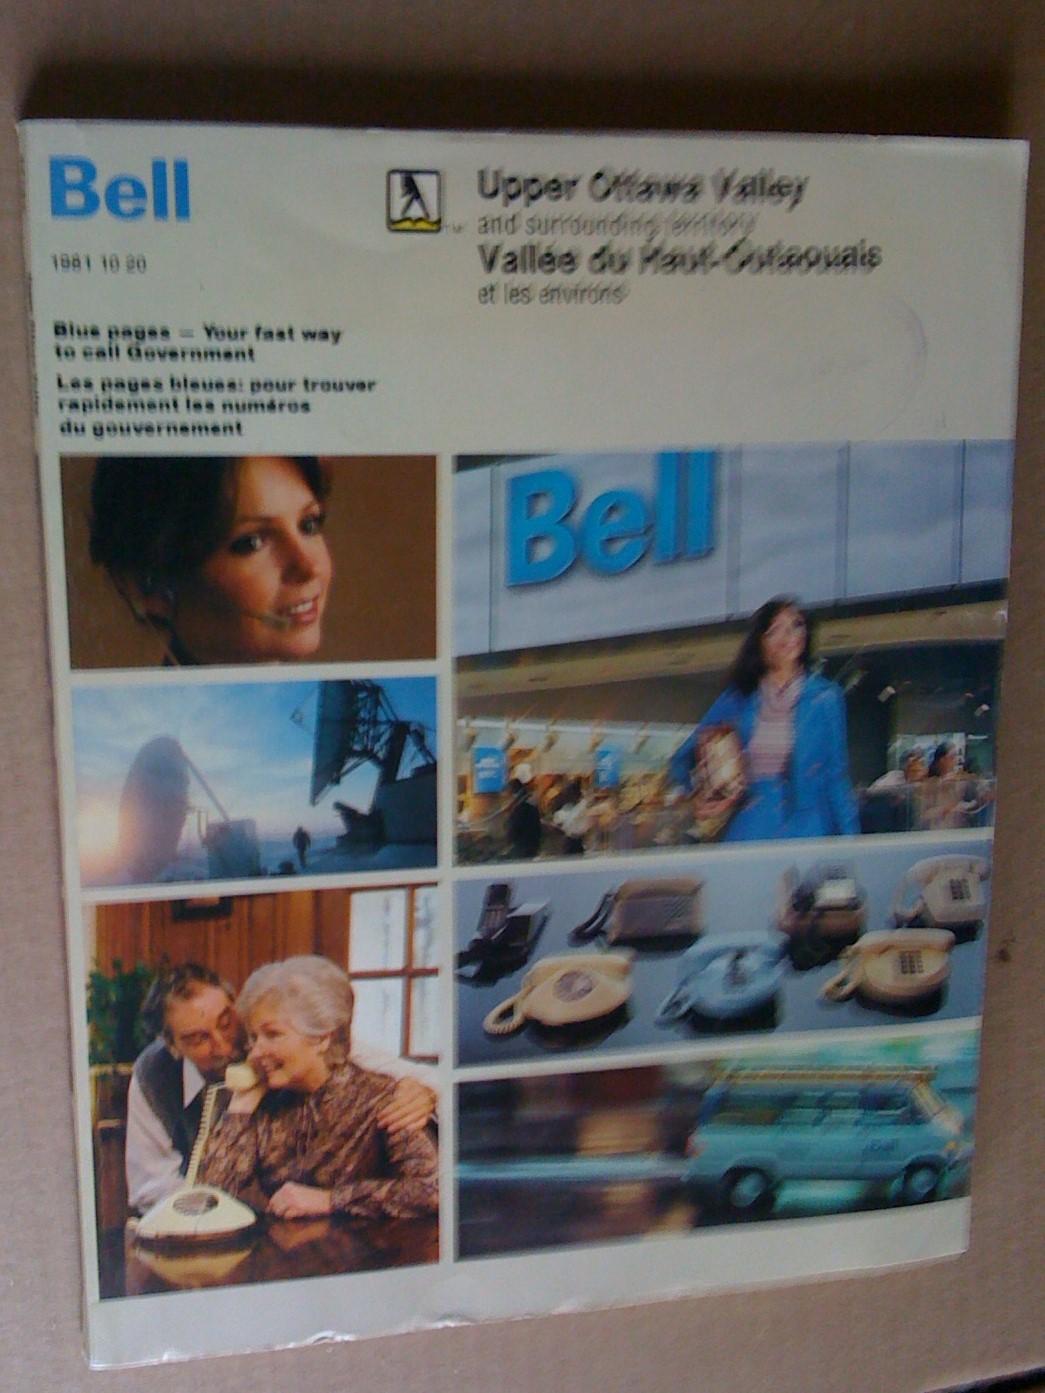 Bell
1981 10 20
Upper Ottawa Valley
and surrounding territory
Vallée du Haut-Outaouais
et les environs
Blue pages – Your fast way
to call Government
Les pages bleues: pour trouver
rapidement les numéros
du gouvernement
Bell
Bell